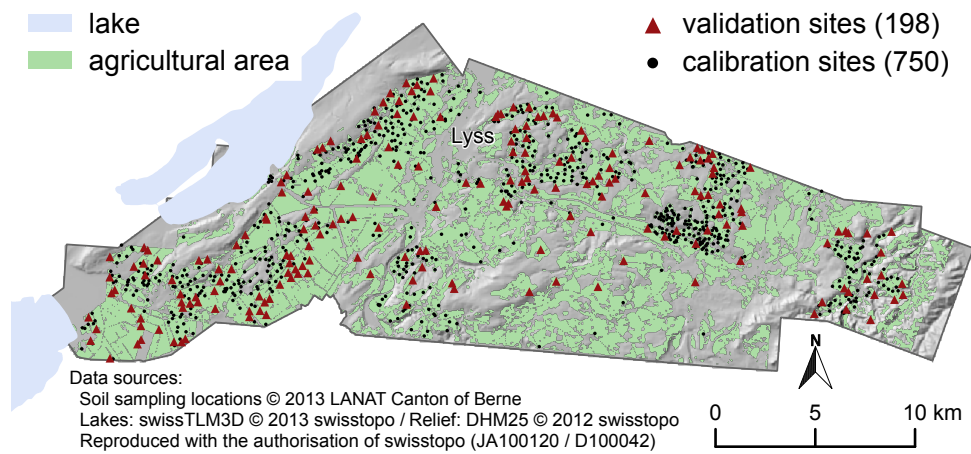 lake
agricultural area
validation sites (198)
calibration sites (750)
Lyss
N
Data sources:
Soil sampling locations © 2013 LANAT Canton of Berne
Lakes: swissTLM3D © 2013 swisstopo / Relief: DHM25 © 2012 swisstopo
Reproduced with the authorisation of swisstopo (JA100120 / D100042)
0 5 10 km